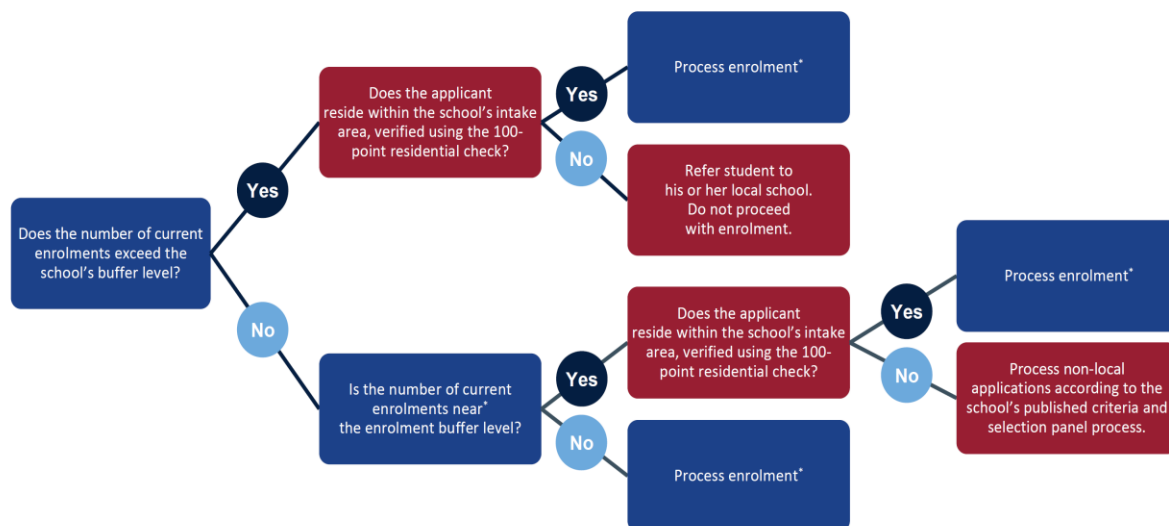 Does the number of current
enrolments exceed the
school's buffer level?
Yes
Does the applicant
reside within the school's intake
area, verified using the 100-
point residential check?
Yes
Process enrolment*
No
Refer student to
his or her local school.
Do not proceed
with enrolment.
No
Is the number of current
enrolments near*
the enrolment buffer level?
Yes
Does the applicant
reside within the school's intake
area, verified using the 100-
point residential check?
Yes
Process enrolment*
No
Process non-local
applications according to the
school's published criteria and
selection panel process.
No
Process enrolment*